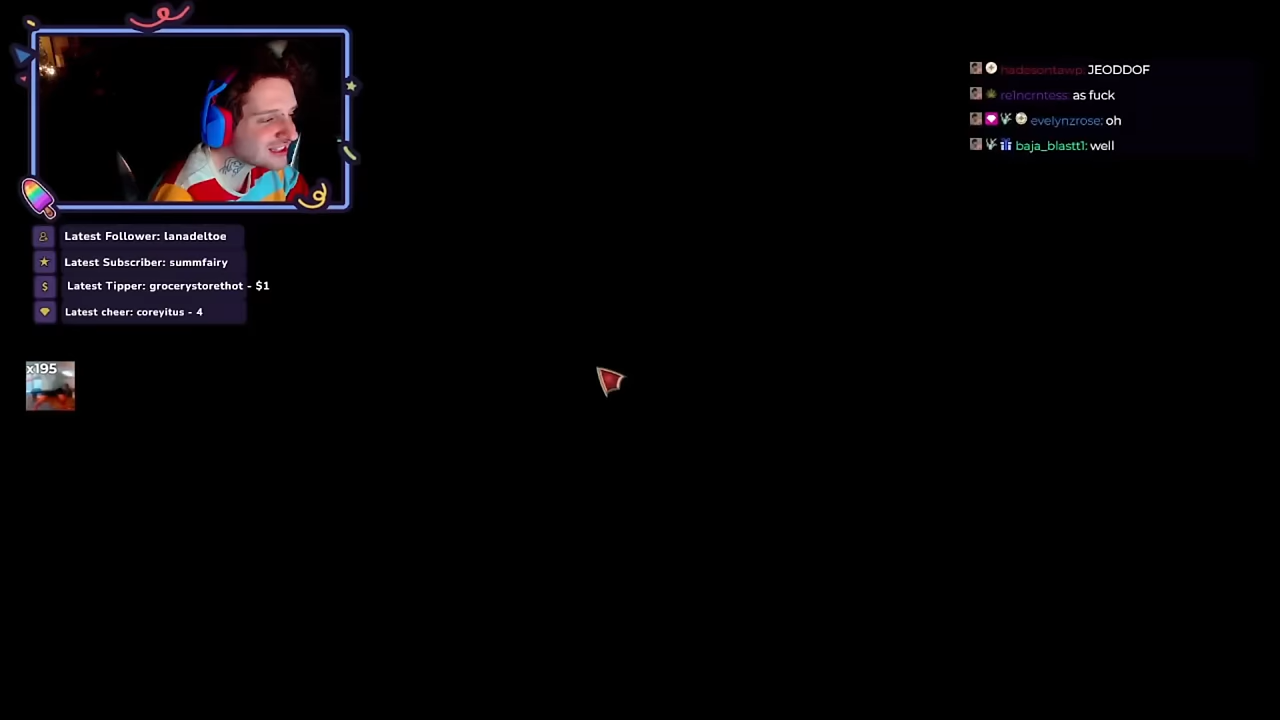 hadesontawp: JEODDOF
re1ncrntess: as fuck
evelynzrose: oh
baja_blastt1: well
Latest Follower: lanadeltoe
Latest Subscriber: summfairy
Latest Tipper: grocerystorethot - $1
Latest cheer: coreyitus - 4
x195